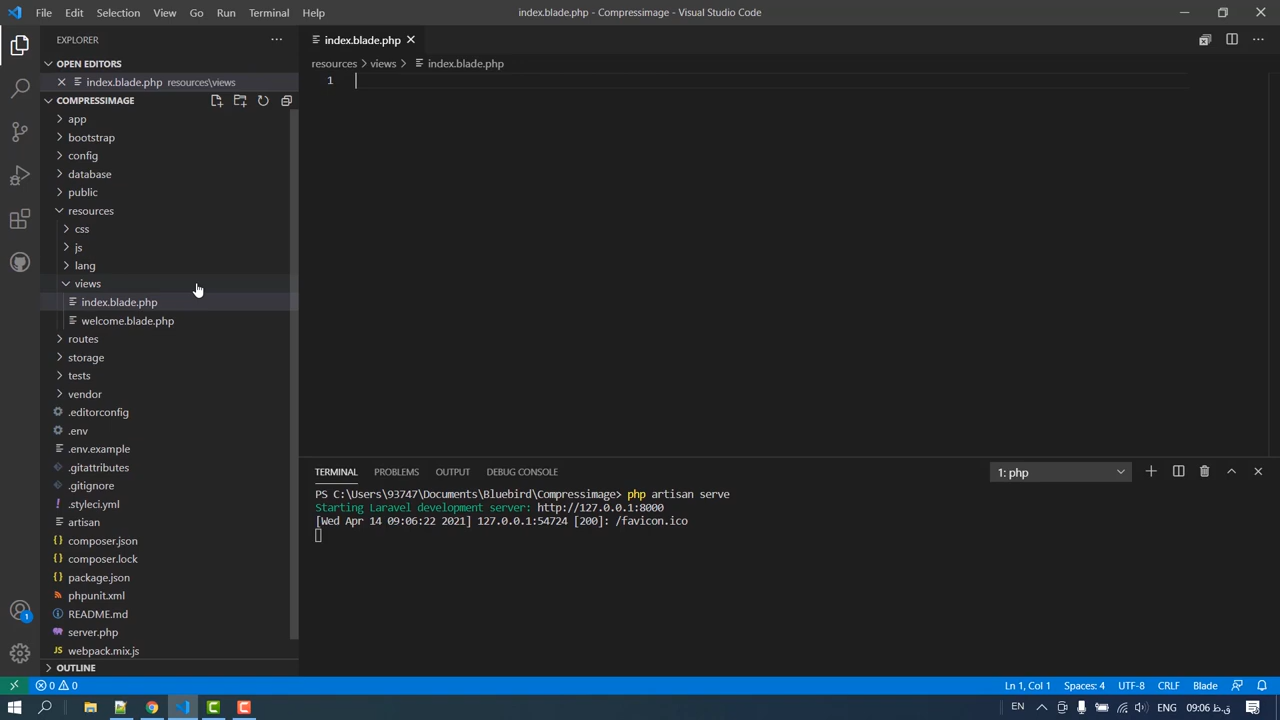 File Edit Selection View Go Run Terminal Help index.blade.php - Compressimage - Visual Studio Code
EXPLORER
OPEN EDITORS
index.blade.php resources\views
COMPRESSIMAGE
app
bootstrap
config
database
public
resources
css
js
lang
views
index.blade.php
welcome.blade.php
routes
storage
tests
vendor
.editorconfig
.env
.env.example
.gitattributes
.gitignore
.styleci.yml
artisan
composer.json
composer.lock
package.json
phpunit.xml
README.md
server.php
webpack.mix.js
OUTLINE
index.blade.php
resources > views > index.blade.php
1
TERMINAL PROBLEMS OUTPUT DEBUG CONSOLE 1: php
PS C:\Users\93747\Documents\Bluebird\Compressimage> php artisan serve
Starting Laravel development server: http://127.0.0.1:8000
[Wed Apr 14 09:06:22 2021] 127.0.0.1:54724 [200]: /favicon.ico
1
0 0 Ln 1, Col 1 Spaces: 4 UTF-8 CRLF Blade
EN ENG 09:06 ق.ظ